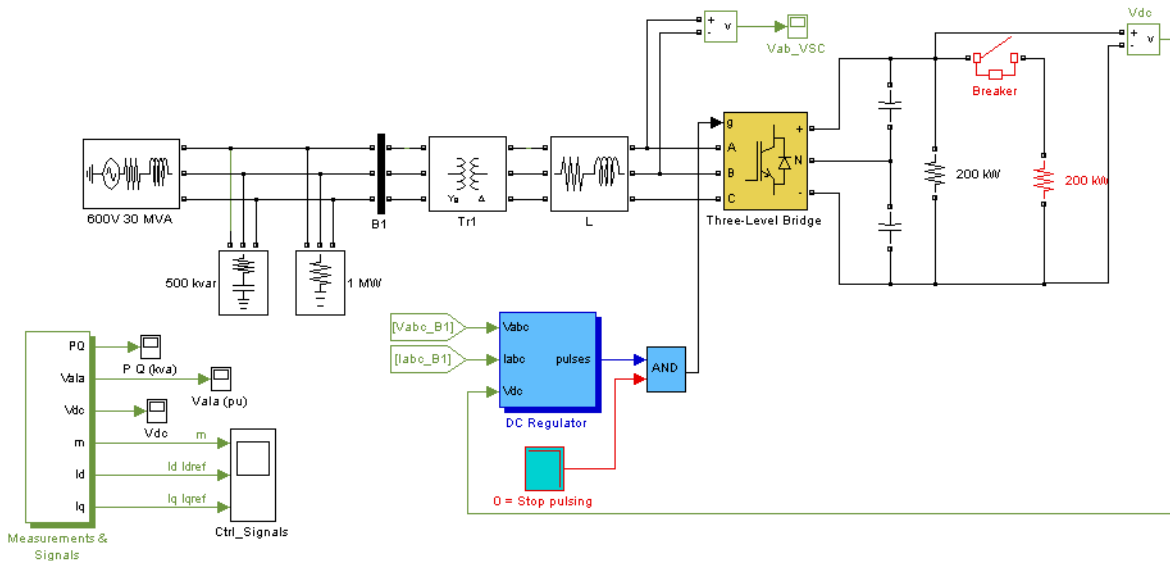 Vdc
+
-
v
Vab_VSC
+
-
v
Breaker
g
A
B
C
+
N
-
Three-Level Bridge
200 kW
200 kW
600V 30 MVA
B1
Yg
Δ
Tr1
L
500 kvar
1 MW
[Vabc_B1]
[Iabc_B1]
Vabc
Iabc
Vdc
pulses
DC Regulator
AND
0 = Stop pulsing
PQ
VaIa
Vdc
m
Id
Iq
P Q (kva)
VaIa (pu)
Vdc
m
Id Idref
Iq Iqref
Ctrl_Signals
Measurements &
Signals